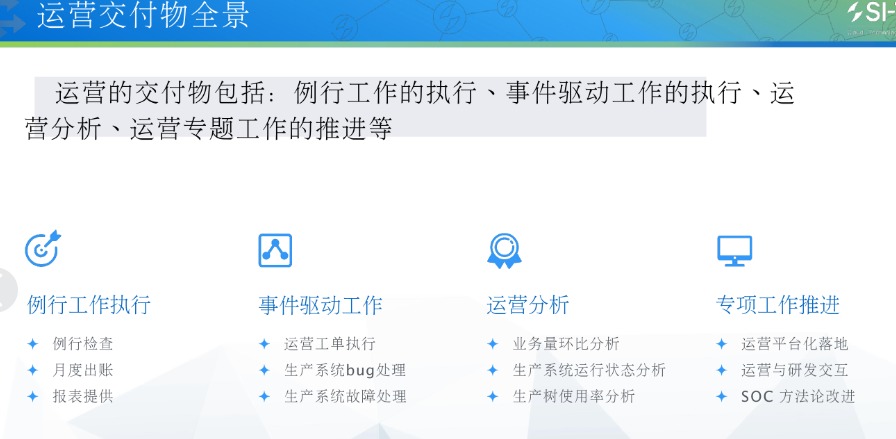 运营交付物全景
SI-
运营的交付物包括：例行工作的执行、事件驱动工作的执行、运
营分析、运营专题工作的推进等
例行工作执行
例行检查
月度出账
报表提供
事件驱动工作
运营工单执行
生产系统bug处理
生产系统故障处理
运营分析
业务量环比分析
生产系统运行状态分析
生产树使用率分析
专项工作推进
运营平台化落地
运营与研发交互
SOC 方法论改进